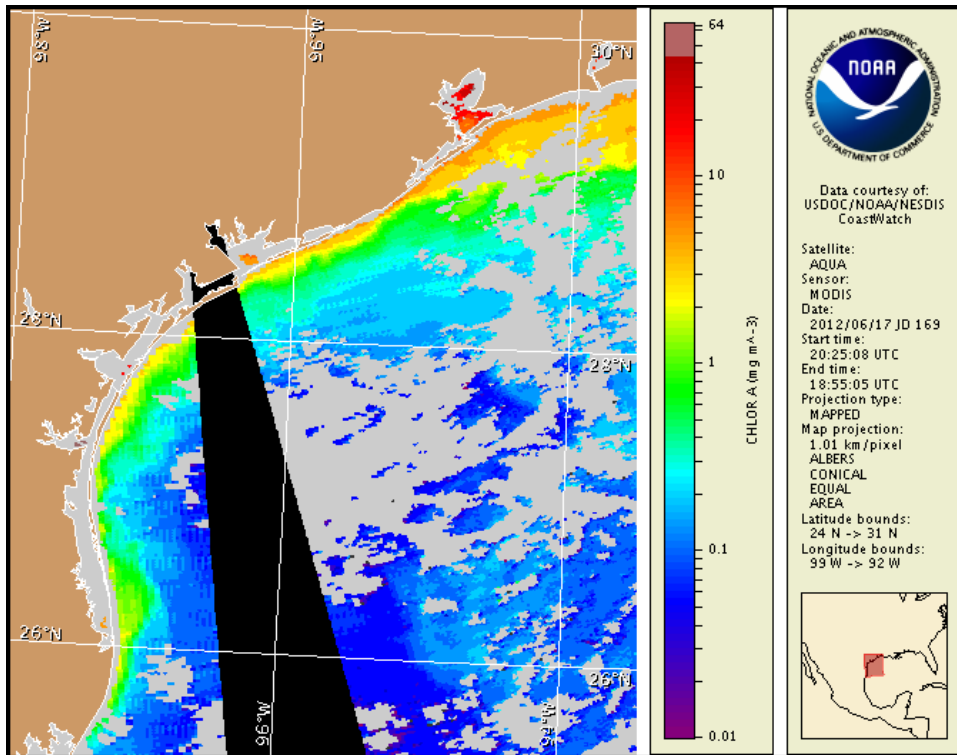 98°W
96°W
30°N
28°N
28°N
26°N
26°N
96°W
94°W
64
10
1
0.1
0.01
CHLOR A (mg m^-3)
NATIONAL OCEANIC AND ATMOSPHERIC ADMINISTRATION
NOAA
U.S. DEPARTMENT OF COMMERCE
Data courtesy of:
USDOC/NOAA/NESDIS
CoastWatch
Satellite:
AQUA
Sensor:
MODIS
Date:
2012/06/17 JD 169
Start time:
20:25:08 UTC
End time:
18:55:05 UTC
Projection type:
MAPPED
Map projection:
1.01 km/pixel
ALBERS
CONICAL
EQUAL
AREA
Latitude bounds:
24 N -> 31 N
Longitude bounds:
99 W -> 92 W